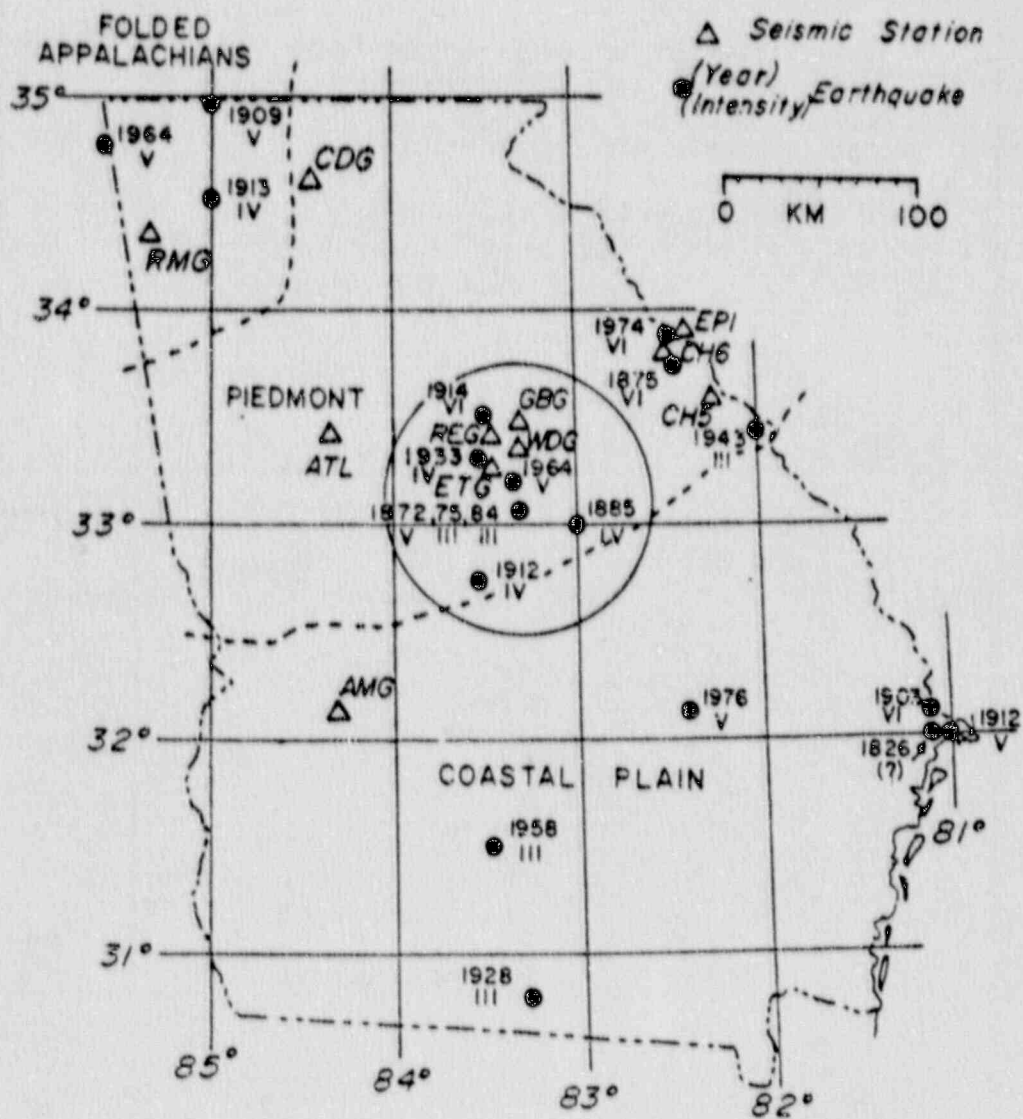 FOLDED
APPALACHIANS
Seismic Station
(Year)
(Intensity) Earthquake
0 KM 100
35°
1964
V
1909
V
CDG
1913
IV
RMG
34°
1974
VI
EPI
CH6
1875
VI
CH5
1943
III
PIEDMONT
ATL
1914
VI
GBG
REG
WDG
1933
IV
ETG
1964
V
33°
1872, 75, 84
V III III
1885
IV
1912
IV
AMG
1976
V
1903
VI
1912
V
1826
(?)
32°
COASTAL PLAIN
1958
III
81°
31°
1928
III
85°
84°
83°
82°